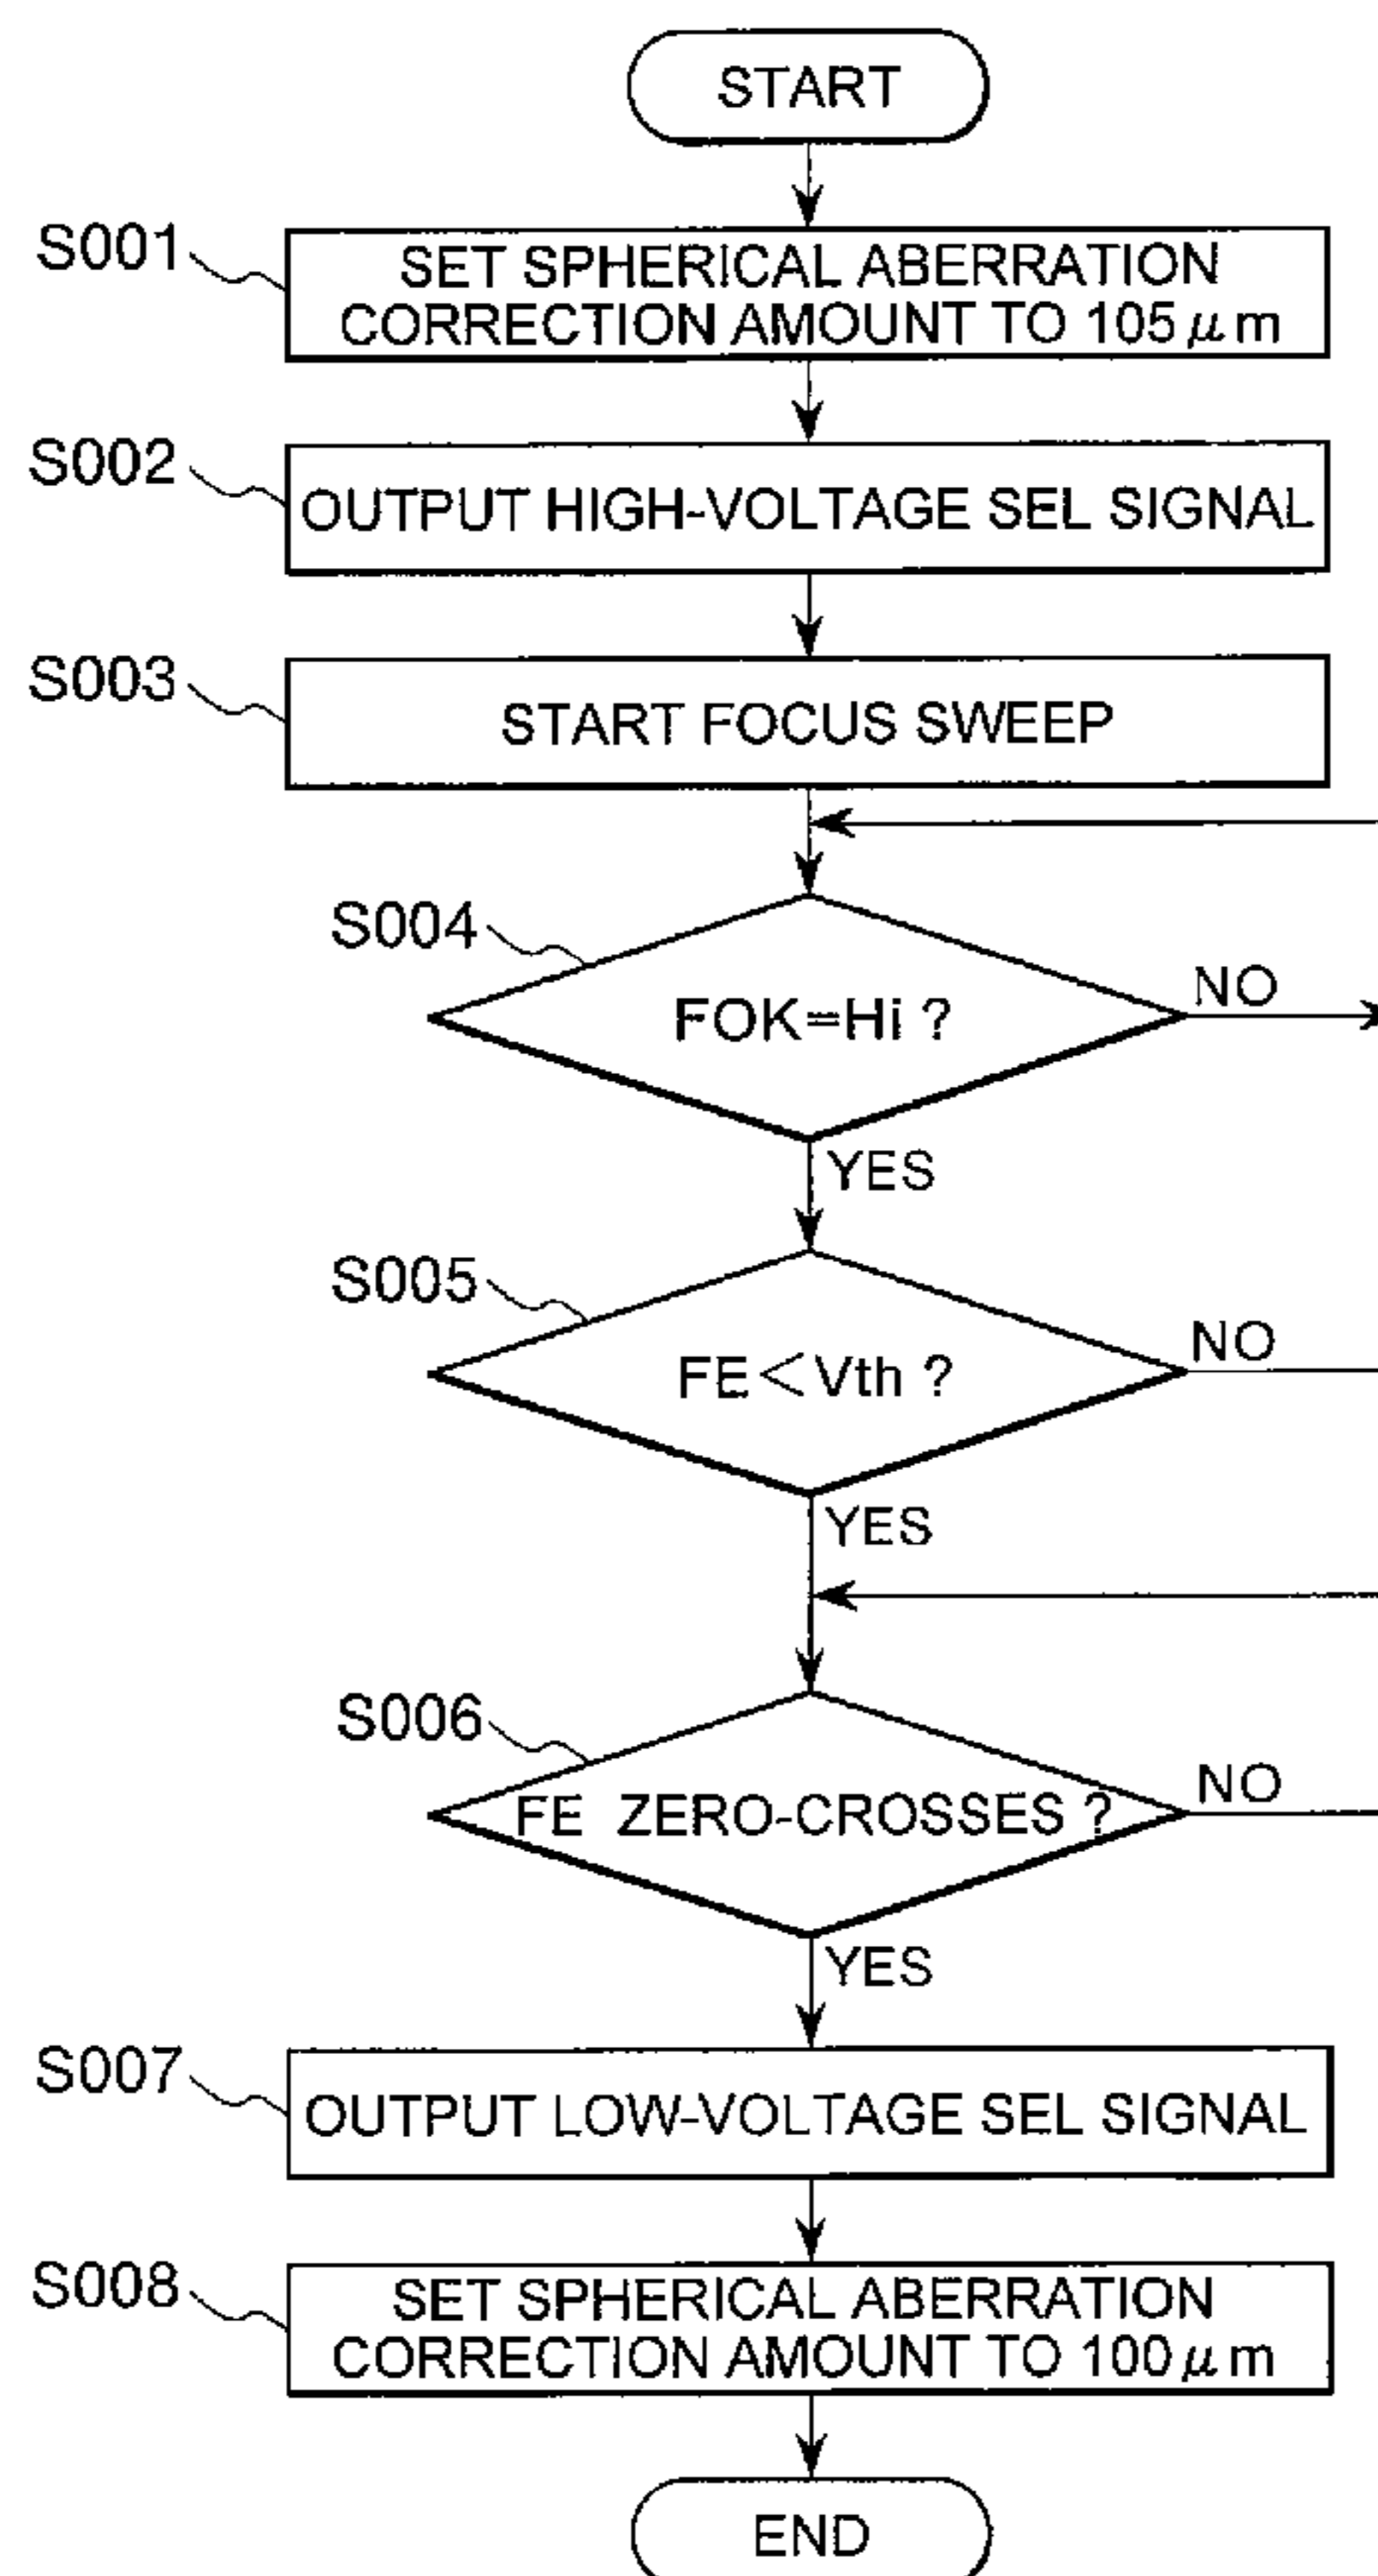 START
S001
SET SPHERICAL ABERRATION
CORRECTION AMOUNT TO 105μm
S002
OUTPUT HIGH-VOLTAGE SEL SIGNAL
S003
START FOCUS SWEEP
S004
FOK=Hi ?
NO
YES
S005
FE<Vth ?
NO
YES
S006
FE ZERO-CROSSES ?
NO
YES
S007
OUTPUT LOW-VOLTAGE SEL SIGNAL
S008
SET SPHERICAL ABERRATION
CORRECTION AMOUNT TO 100μm
END